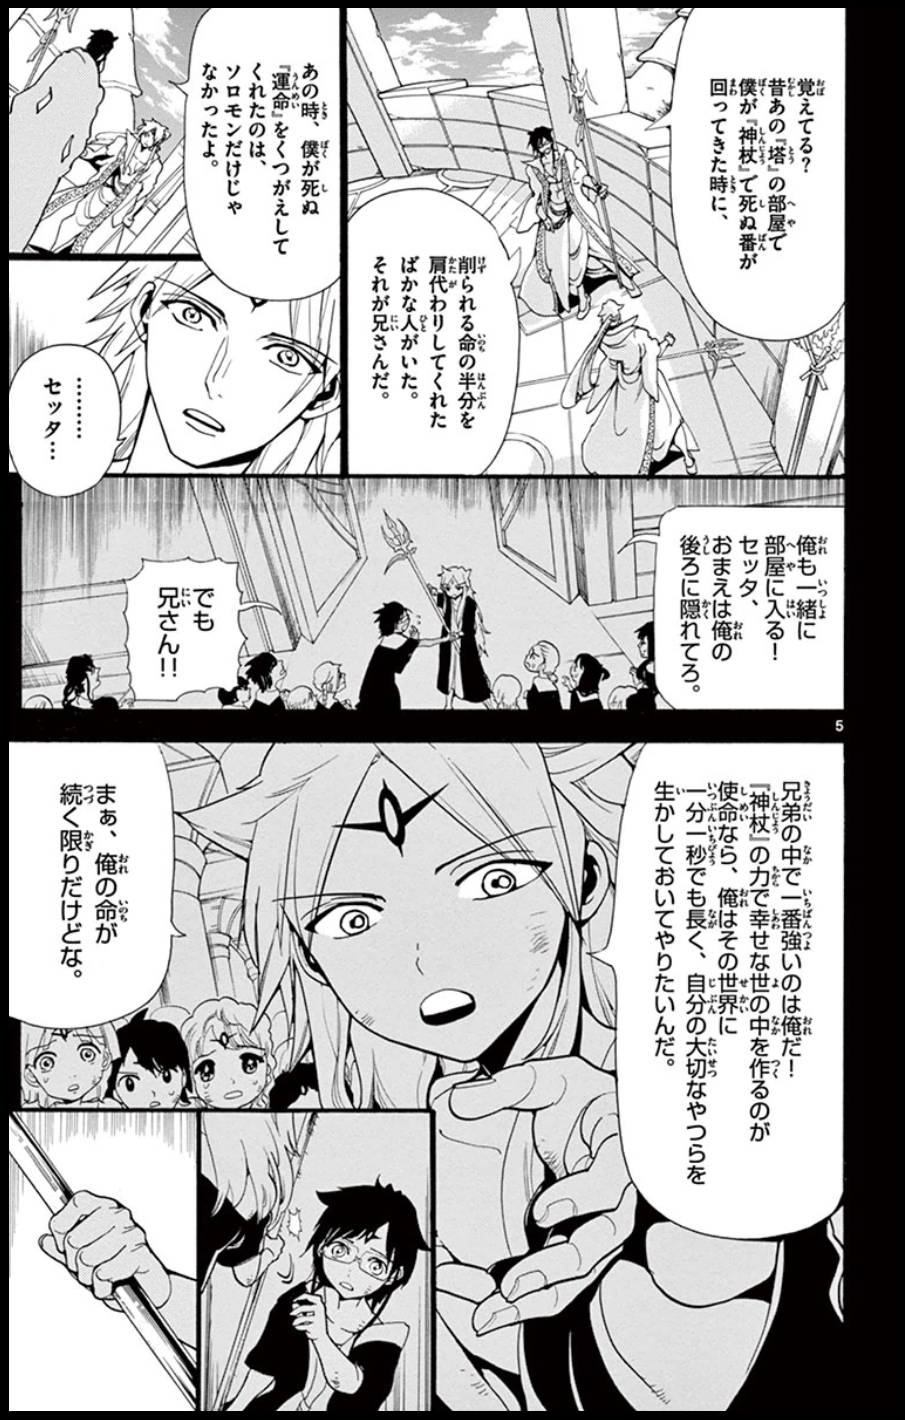 覚えてる?
昔あの『塔』の部屋で
僕が『神杖』で死ぬ番が
回ってきた時に、
削られる命の半分を
肩代わりしてくれた
ばかな人がいた。
それが兄さんだ。
あの時、僕が死ぬ
『運命』をくつがえして
くれたのは、
ソロモンだけじゃ
なかったよ。
………
セッタ…
俺も一緒に
部屋に入る!
セッタ、
おまえは俺の
後ろに隠れてろ。
でも
兄さん!!
5
兄弟の中で一番強いのは俺だ!
『神杖』の力で幸せな世の中を作るのが
使命なら、俺はその世界に
一分一秒でも長く、自分の大切なやつらを
生かしておいてやりたいんだ。
まぁ、俺の命が
続く限りだけどな。